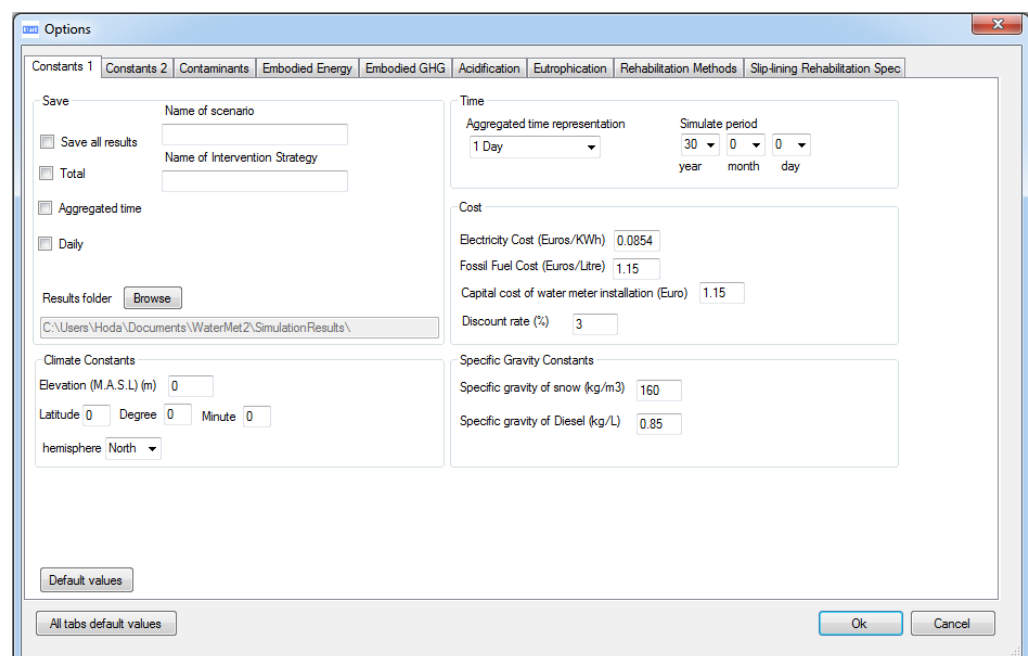 Options
Constants 1 Constants 2 Contaminants Embodied Energy Embodied GHG Acidification Eutrophication Rehabilitation Methods Slip-lining Rehabilitation Spec
Save
Name of scenario
Save all results
Name of Intervention Strategy
Total
Aggregated time
Daily
Results folder Browse
C:\Users\Hoda\Documents\WaterMet2\SimulationResults\
Time
Aggregated time representation Simulate period
1 Day 30 0 0
year month day
Cost
Electricity Cost (Euros/KWh) 0.0854
Fossil Fuel Cost (Euros/Litre) 1.15
Capital cost of water meter installation (Euro) 1.15
Discount rate (%) 3
Climate Constants
Elevation (M.A.S.L) (m) 0
Latitude 0 Degree 0 Minute 0
hemisphere North
Specific Gravity Constants
Specific gravity of snow (kg/m3) 160
Specific gravity of Diesel (kg/L) 0.85
Default values
All tabs default values Ok Cancel